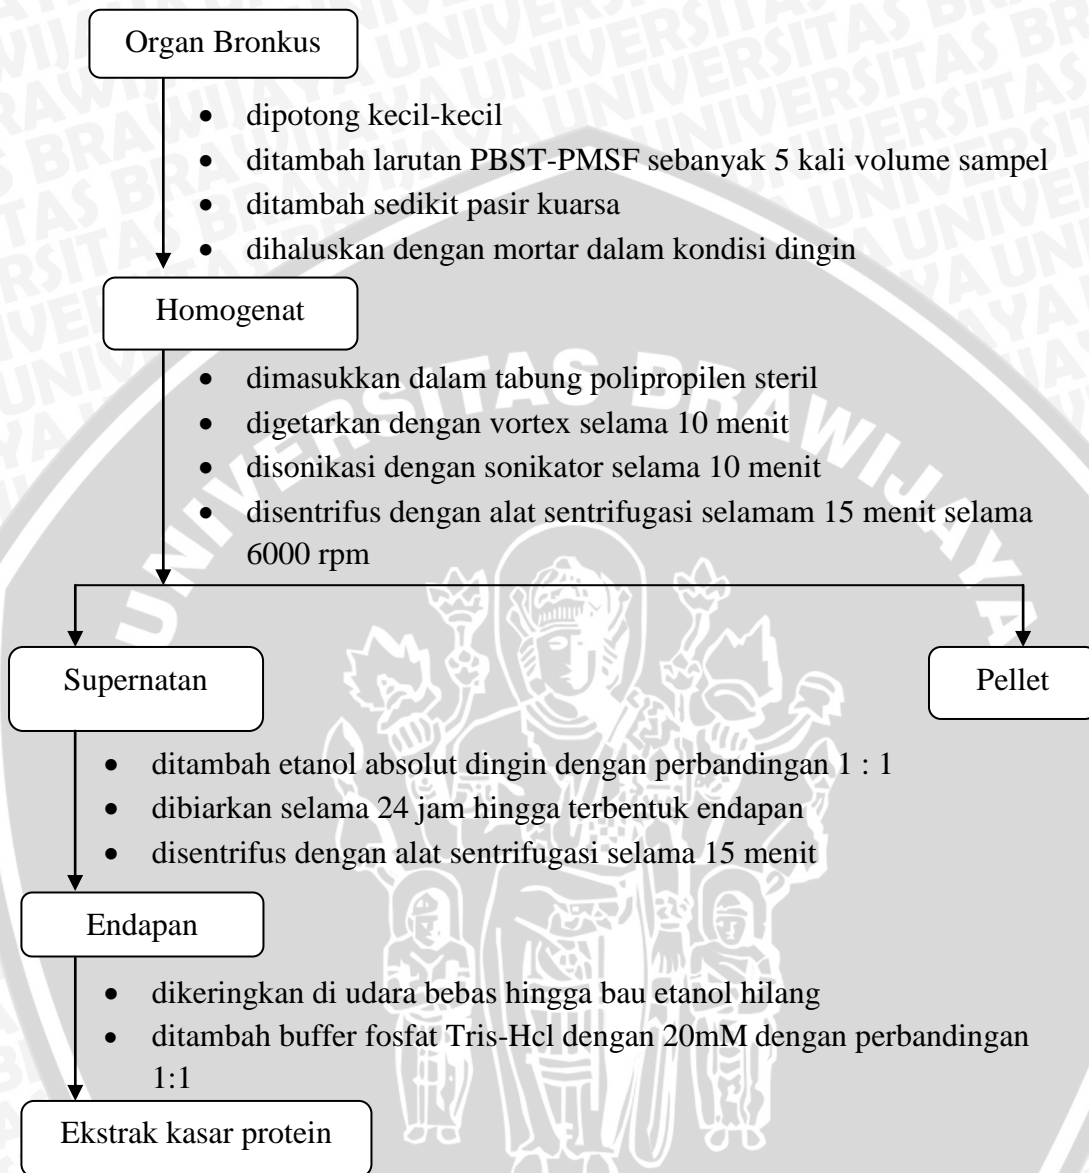 Organ Bronkus
• dipotong kecil-kecil
• ditambah larutan PBST-PMSF sebanyak 5 kali volume sampel
• ditambah sedikit pasir kuarsa
• dihaluskan dengan mortar dalam kondisi dingin
Homogenat
• dimasukkan dalam tabung polipropilen steril
• digetarkan dengan vortex selama 10 menit
• disonikasi dengan sonikator selama 10 menit
• disentrifus dengan alat sentrifugasi selamam 15 menit selama
6000 rpm
Supernatan
Pellet
• ditambah etanol absolut dingin dengan perbandingan 1 : 1
• dibiarkan selama 24 jam hingga terbentuk endapan
• disentrifus dengan alat sentrifugasi selama 15 menit
Endapan
• dikeringkan di udara bebas hingga bau etanol hilang
• ditambah buffer fosfat Tris-Hcl dengan 20mM dengan perbandingan
1:1
Ekstrak kasar protein
UNIVERSITAS BRAWIJAYA